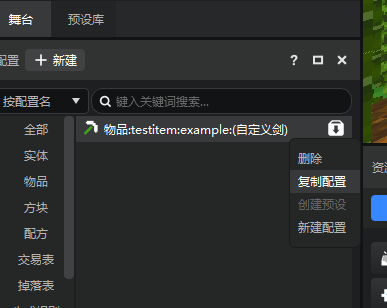 舞台 预设库
配置 + 新建 ?
按配置名 键入关键词搜索...
全部
物品:testitem:example:(自定义剑)
实体
物品
方块
配方
交易表
掉落表
删除
复制配置
创建预设
新建配置
资源